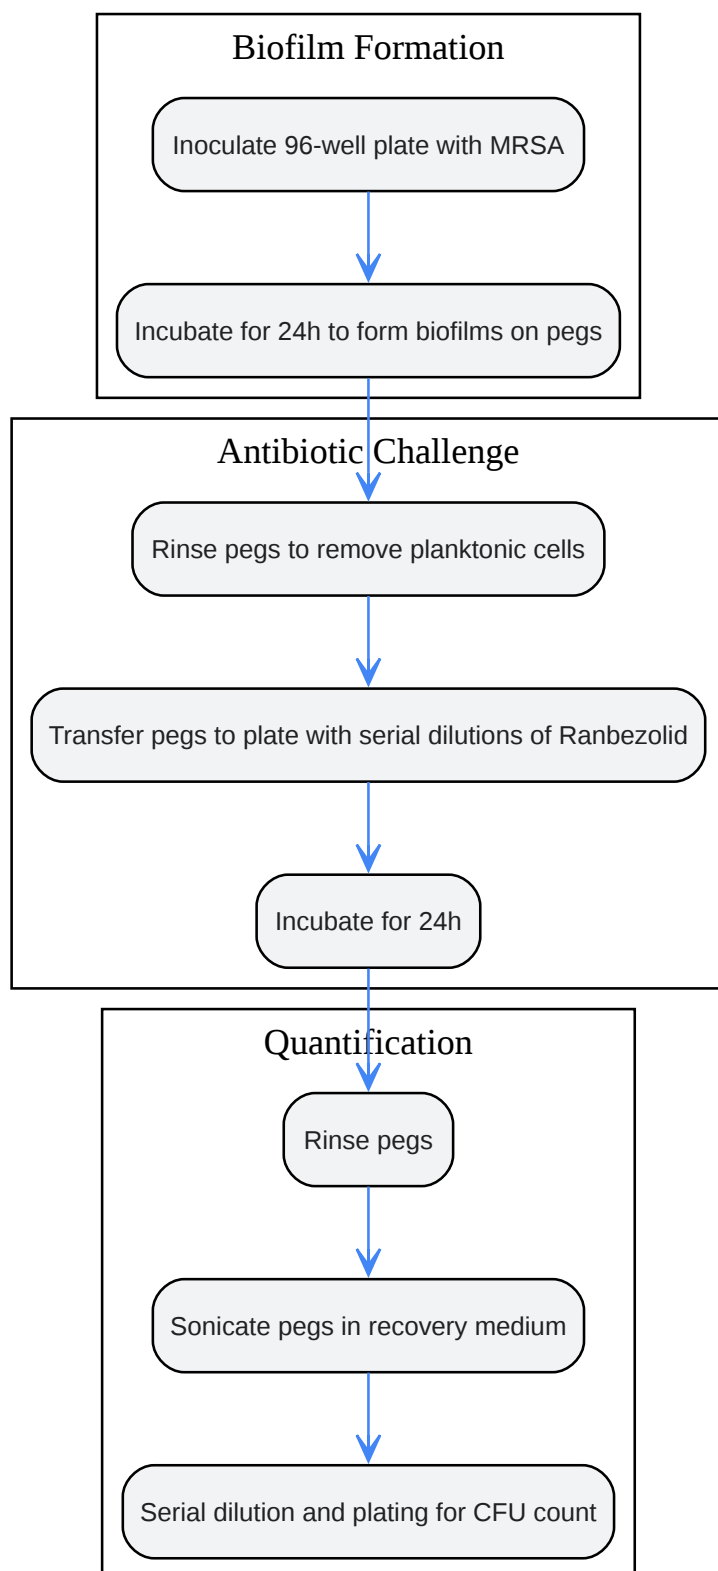 Biofilm Formation
Inoculate 96-well plate with MRSA
Incubate for 24h to form biofilms on pegs
Antibiotic Challenge
Rinse pegs to remove planktonic cells
Transfer pegs to plate with serial dilutions of Ranbezolid
Incubate for 24h
Quantification
Rinse pegs
Sonicate pegs in recovery medium
Serial dilution and plating for CFU count